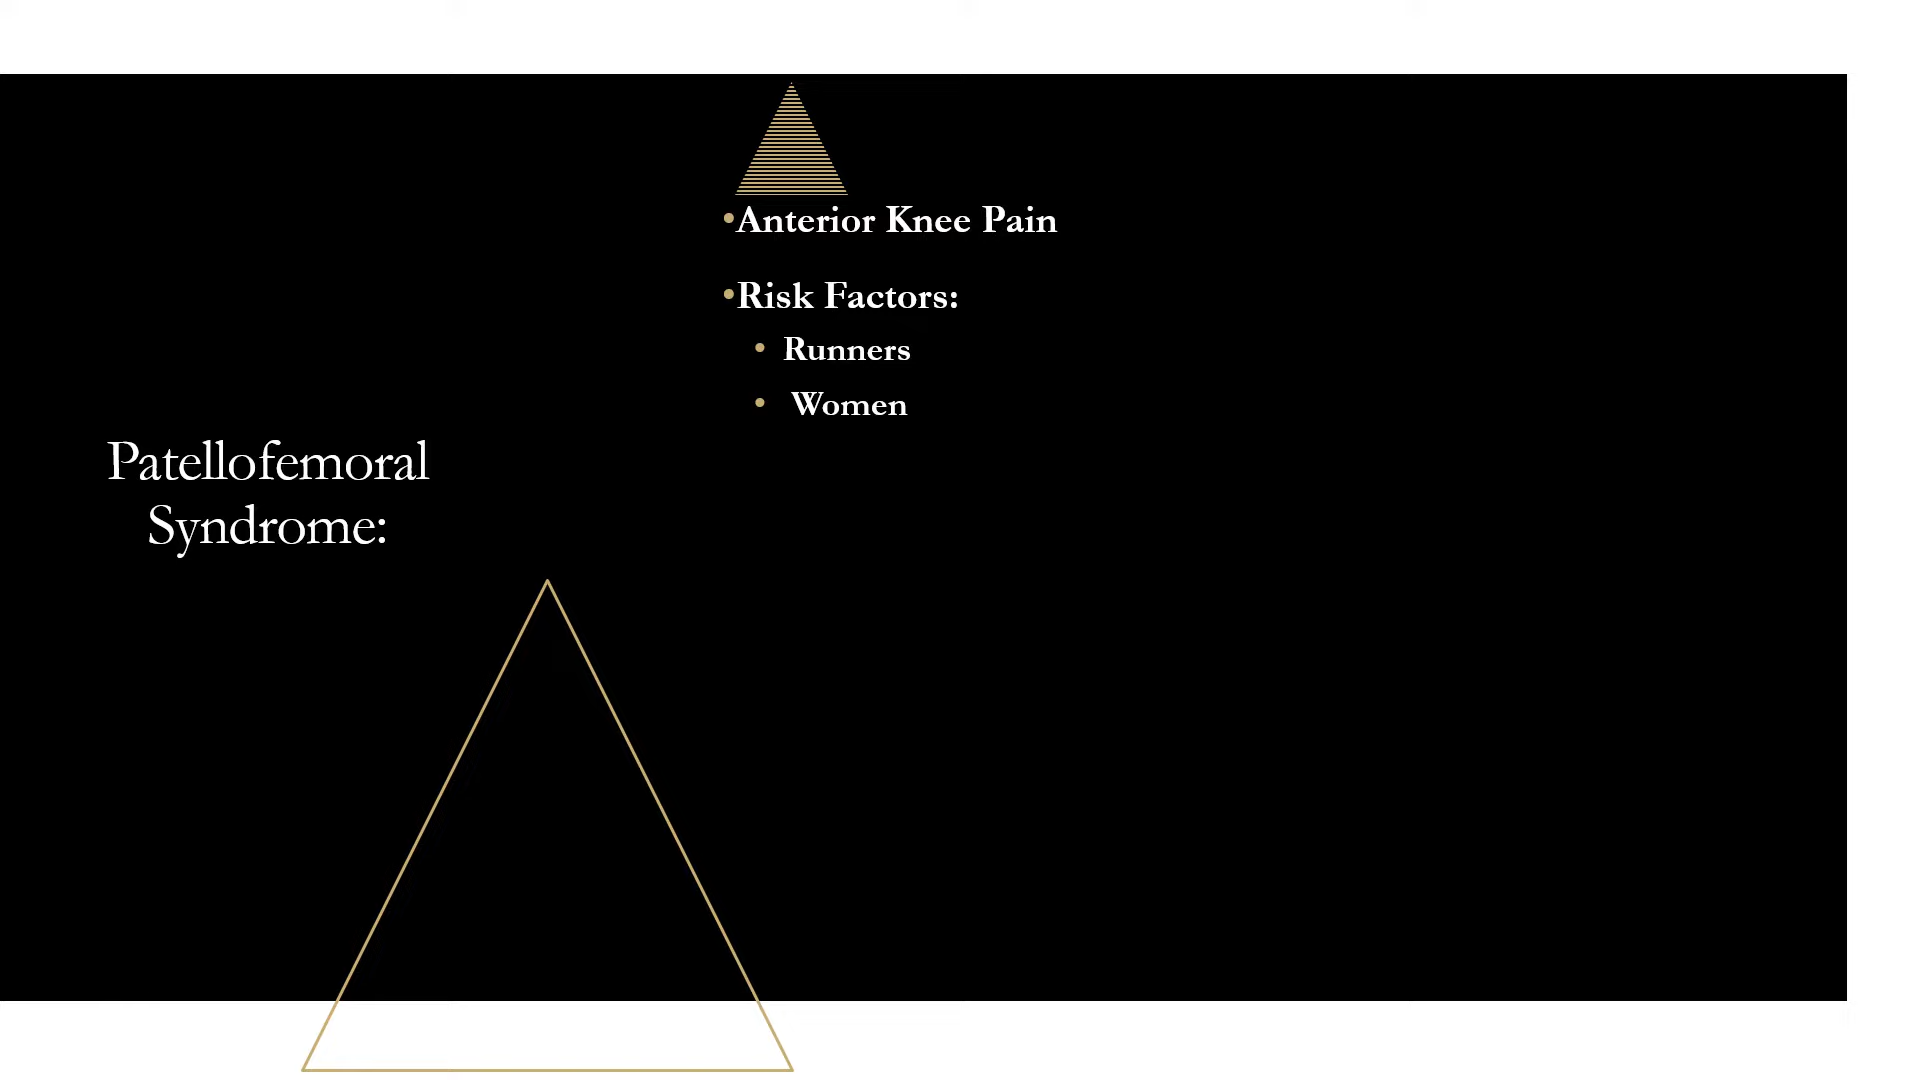 Patellofemoral
Syndrome:
•Anterior Knee Pain
•Risk Factors:
• Runners
• Women